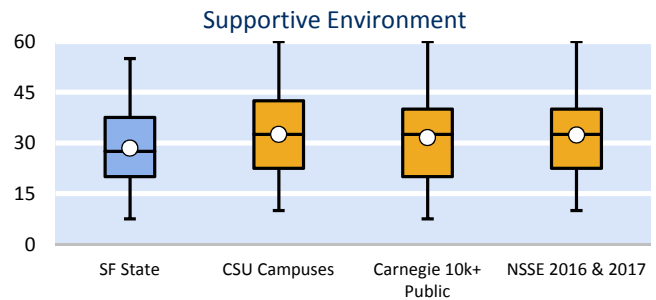 Supportive Environment
60
45
30
15
0
SF State
CSU Campuses
Carnegie 10k+
Public
NSSE 2016 & 2017